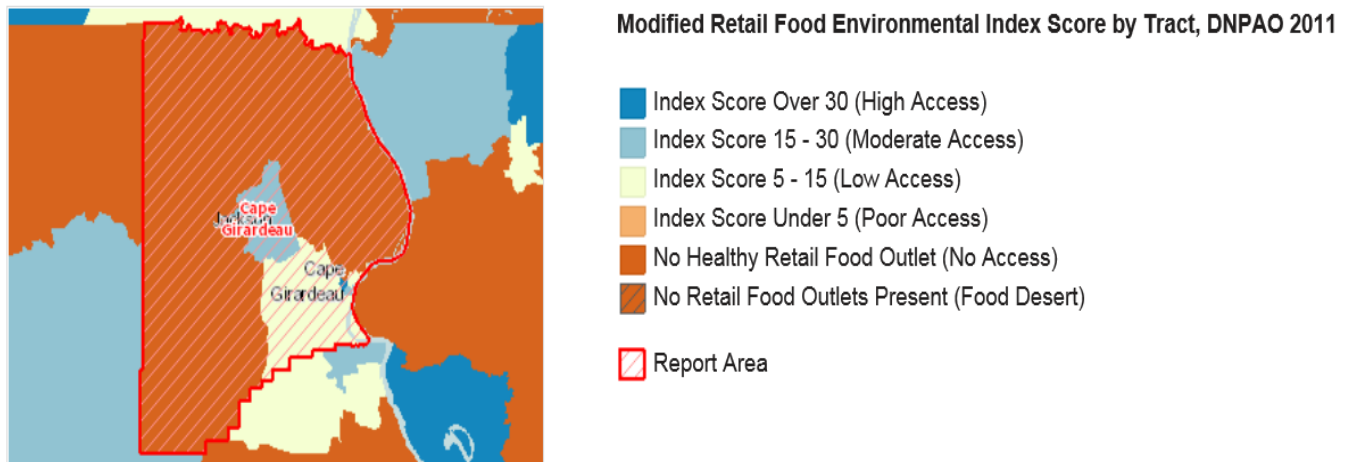 Modified Retail Food Environmental Index Score by Tract, DNPAO 2011
Index Score Over 30 (High Access)
Index Score 15 - 30 (Moderate Access)
Index Score 5 - 15 (Low Access)
Index Score Under 5 (Poor Access)
No Healthy Retail Food Outlet (No Access)
No Retail Food Outlets Present (Food Desert)
Report Area
Cape
Jackson
Girardeau
Cape
Girardeau